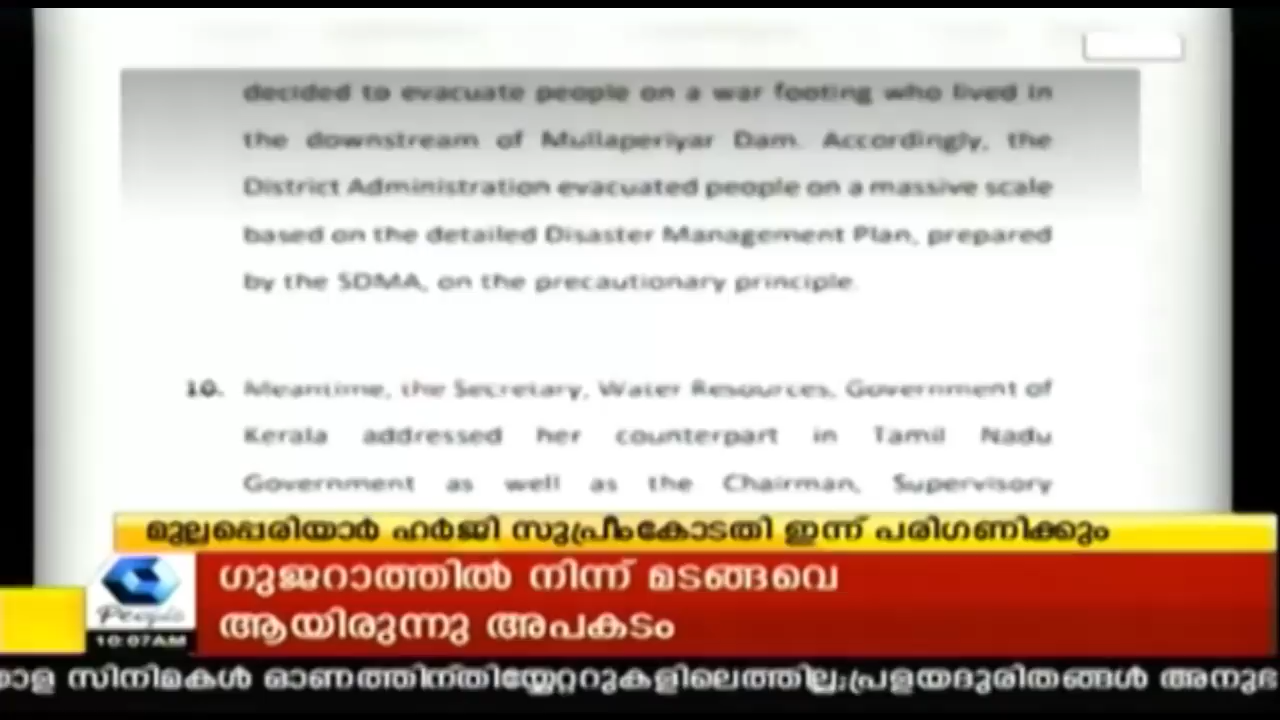 decided to evacuate people on a war footing who lived in
the downstream of Mullaperiyar Dam. Accordingly, the
District Administration evacuated people on a massive scale
based on the detailed Disaster Management Plan, prepared
by the SDMA, on the precautionary principle.
10. Meantime, the Secretary, Water Resources, Government of
Kerala addressed her counterpart in Tamil Nadu
Government as well as the Chairman, Supervisory
മുല്ലപ്പെരിയാർ ഹർജി സുപ്രീംകോടതി ഇന്ന് പരിഗണിക്കും
ഗുജറാത്തിൽ നിന്ന് മടങ്ങവെ
ആയിരുന്നു അപകടം
People
10:07AM
സിനിമകൾ ഓണത്തിന്തിയ്യേറ്ററുകളിലെത്തില്ല;പ്രളയദുരിതങ്ങൾ